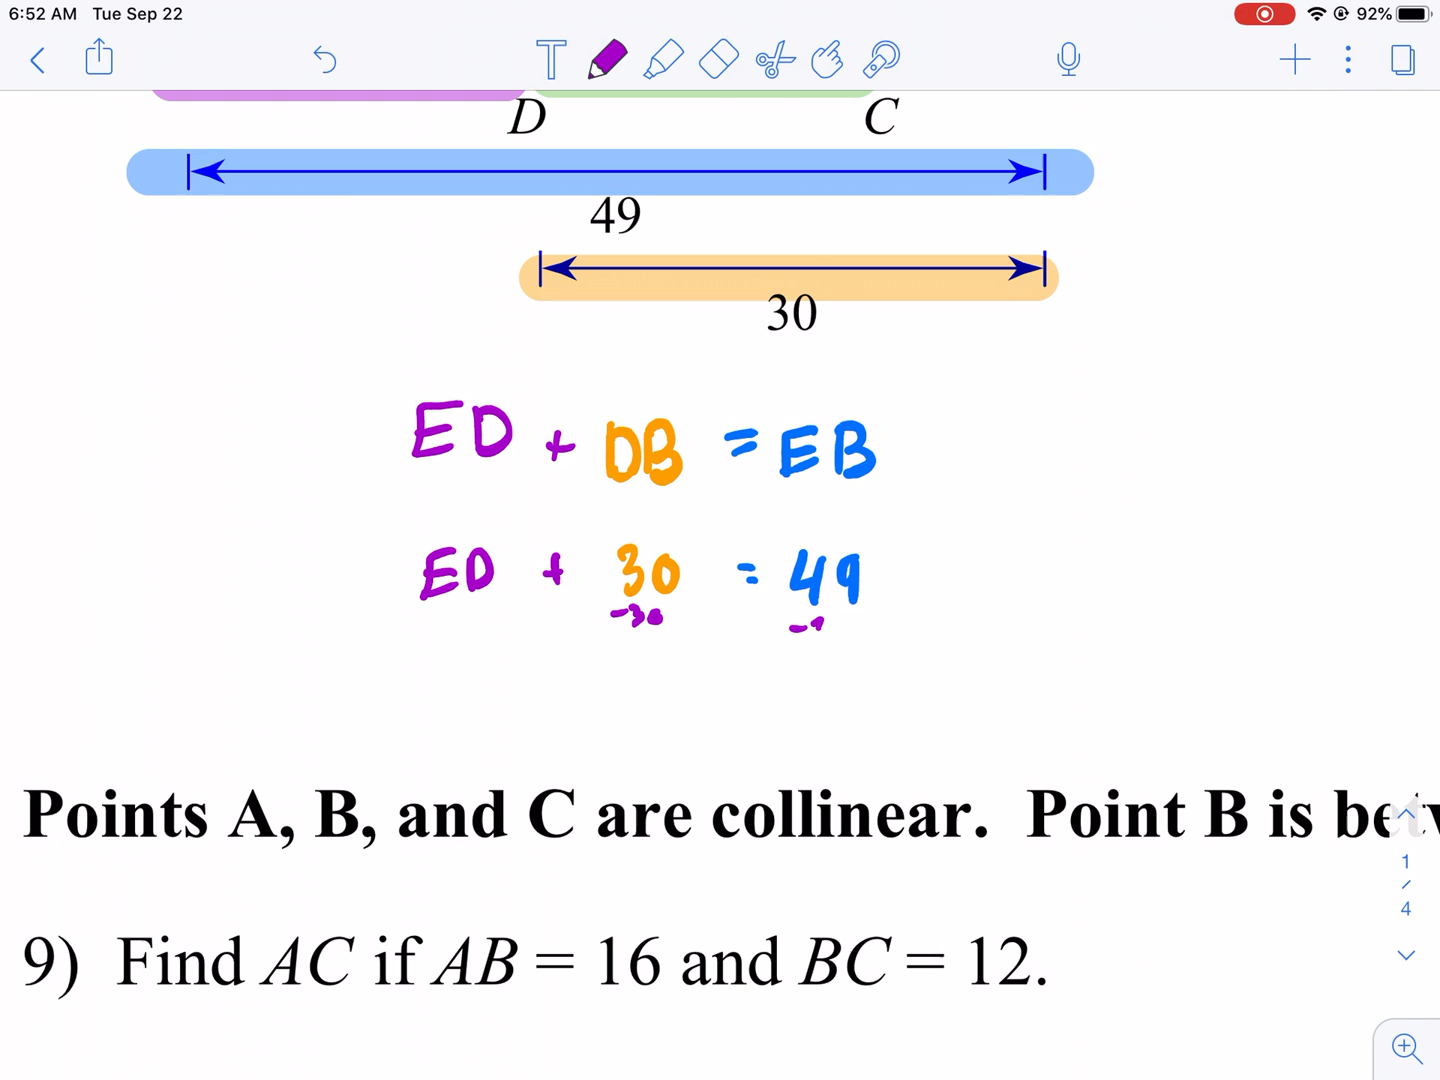 6:52 AM Tue Sep 22 92%
T
D C
49
30
ED + DB = EB
ED + 30 = 49
-30
Points A, B, and C are collinear. Point B is
9) Find AC if AB = 16 and BC = 12.
1
/
4